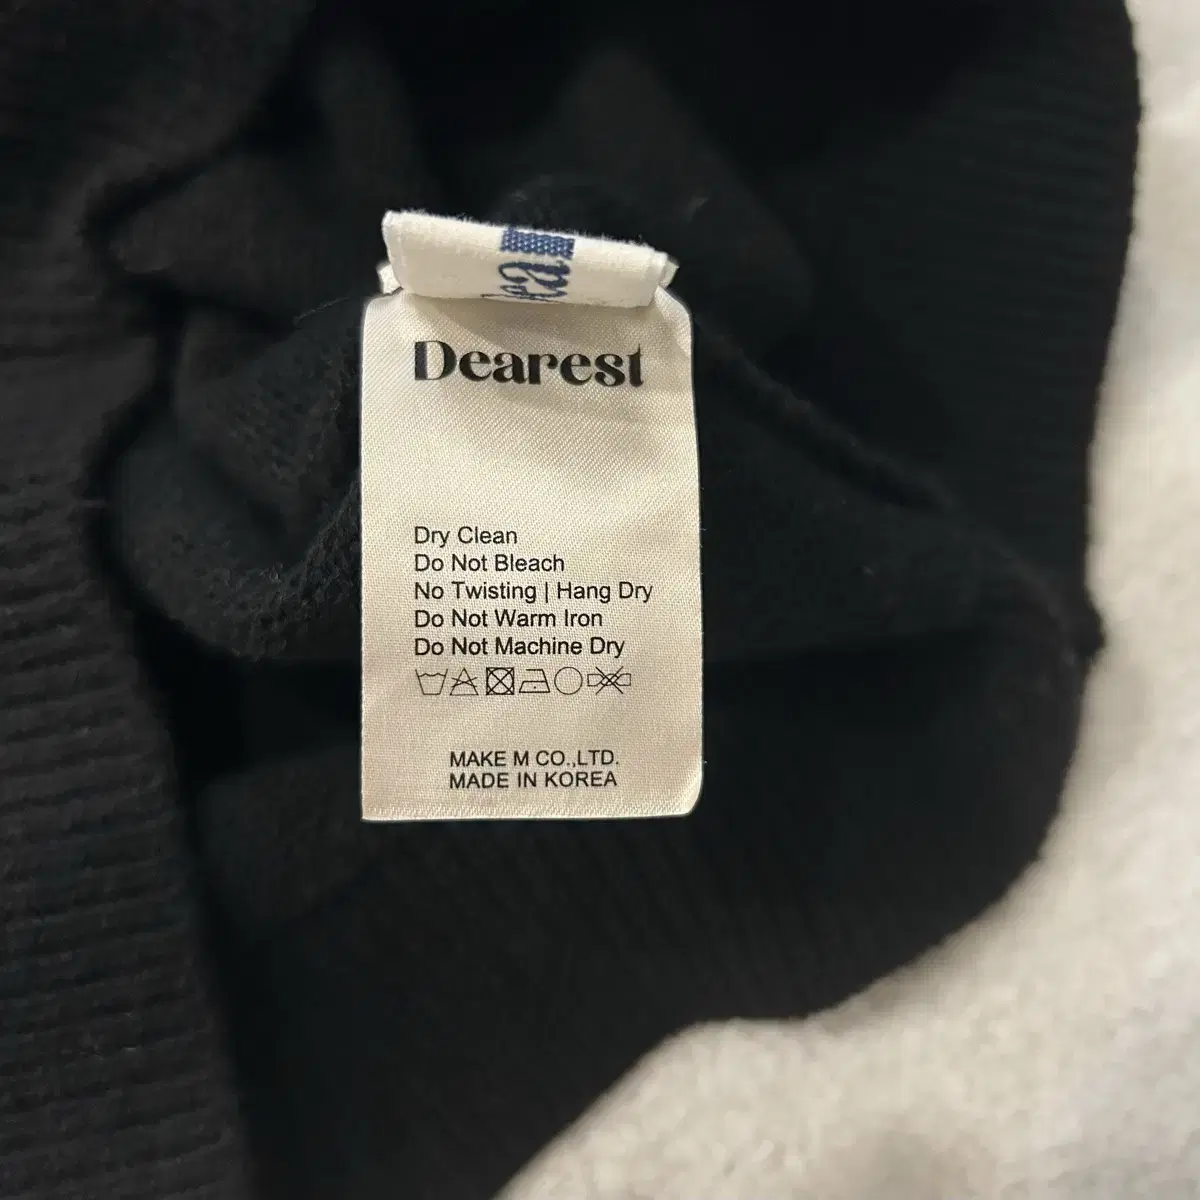 Dearest
Dry Clean
Do Not Bleach
No Twisting | Hang Dry
Do Not Warm Iron
Do Not Machine Dry
MAKE M CO.,LTD.
MADE IN KOREA